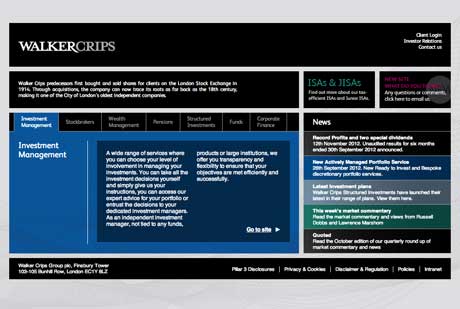 WALKERCRIPS
Client Login
Investor Relations
Contact us
Walker Crips predecessors first bought and sold shares for clients on the London Stock Exchange in
1914. Through acquisitions, the company can now trace its roots as far as back as the 18th century,
making it one of the City of London's oldest independent companies.
ISAs & JISAs
Find out more about our tax-
efficient ISAs and Junior ISAs.
NEW SITE
WHAT DO YOU THINK?
Any questions or comments,
click here to email us
Investment
Management
Stockbrokers
Wealth
Management
Pensions
Structured
Investments
Funds
Corporate
Finance
Investment
Management
A wide range of services where
you can choose your level of
involvement in managing your
investments. You can take all the
investment decisions yourself
and simply give us your
instructions, you can access our
expert advice for your portfolio or
entrust the decisions to your
dedicated investment managers.
As an independent investment
manager, not tied to any funds,
products or large institutions, we
offer you transparency and
flexibility to ensure that your
objectives are met efficiently and
successfully.
Go to site
News
Record Profits and two special dividends
12th November 2012. Unaudited results for six months
ended 30th September 2012 announced.
New Actively Managed Portfolio Service
28th September 2012. New Ready to Invest and Bespoke
discretionary portfolio services.
Latest Investment plans
Walker Crips Structured Investments have launched their
latest in their range of plans. View them here.
This week's market commentary
Read the market commentary and views from Russell
Dobbs and Lawrence Marshom
Quoted
Read the October edition of our quarterly round up of
market commentary and news
Walker Crips Group plc, Finsbury Tower
103-105 Bunhill Row, London EC1Y 8LZ
Pillar 3 Disclosures | Privacy & Cookies | Disclaimer & Regulation | Policies | Intranet